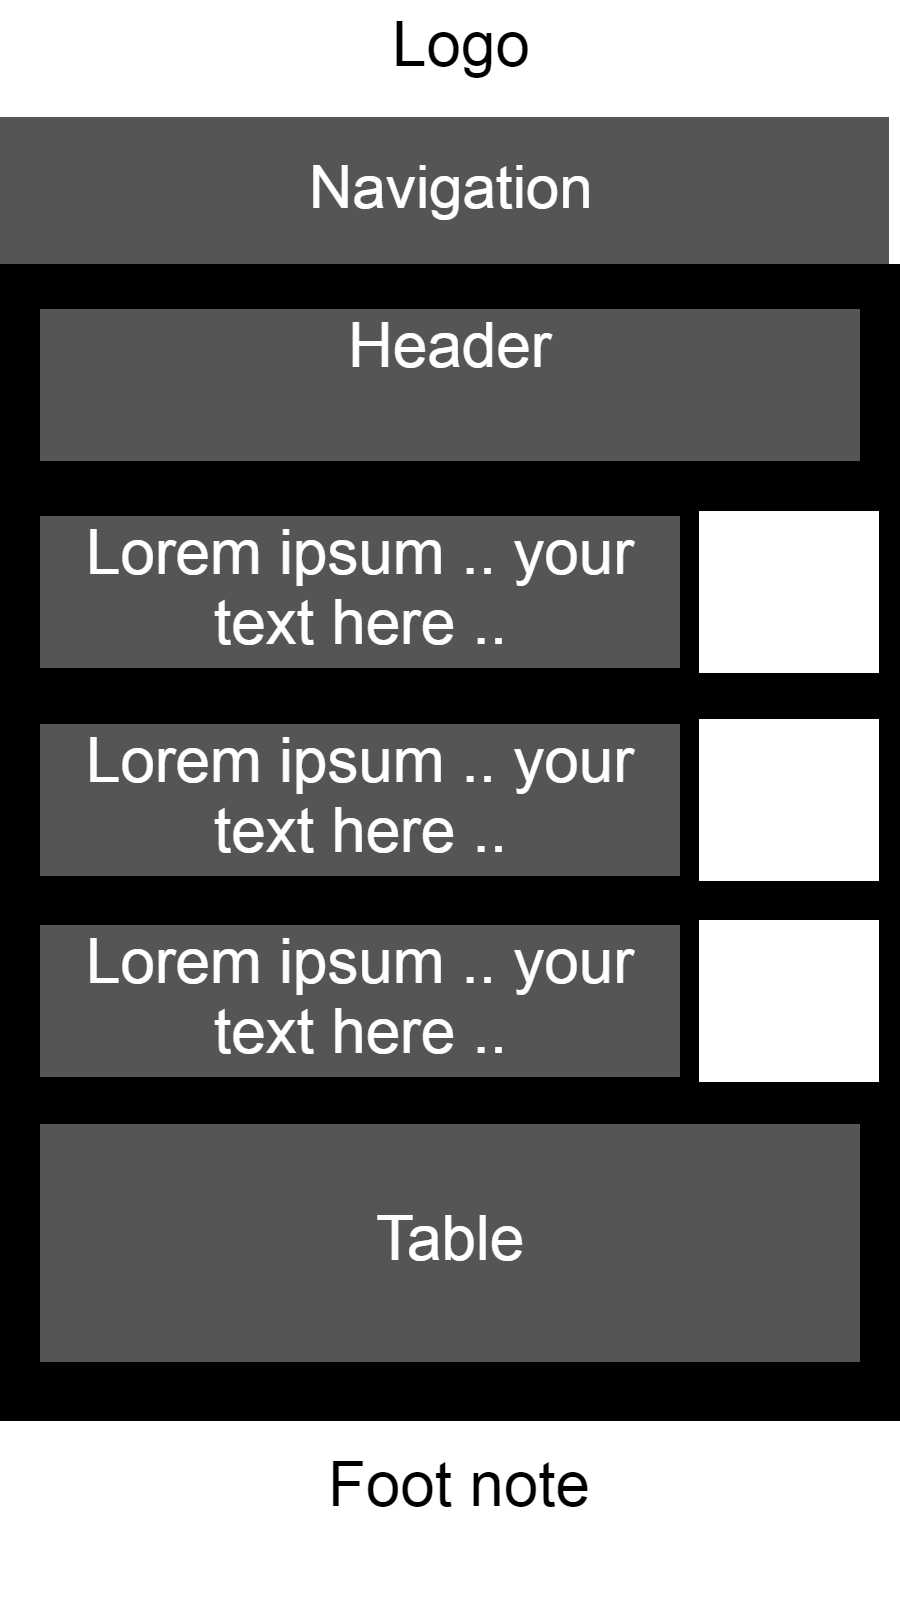 Logo
Navigation
Header
Lorem ipsum .. your
text here ..
Lorem ipsum .. your
text here ..
Lorem ipsum .. your
text here ..
Table
Foot note